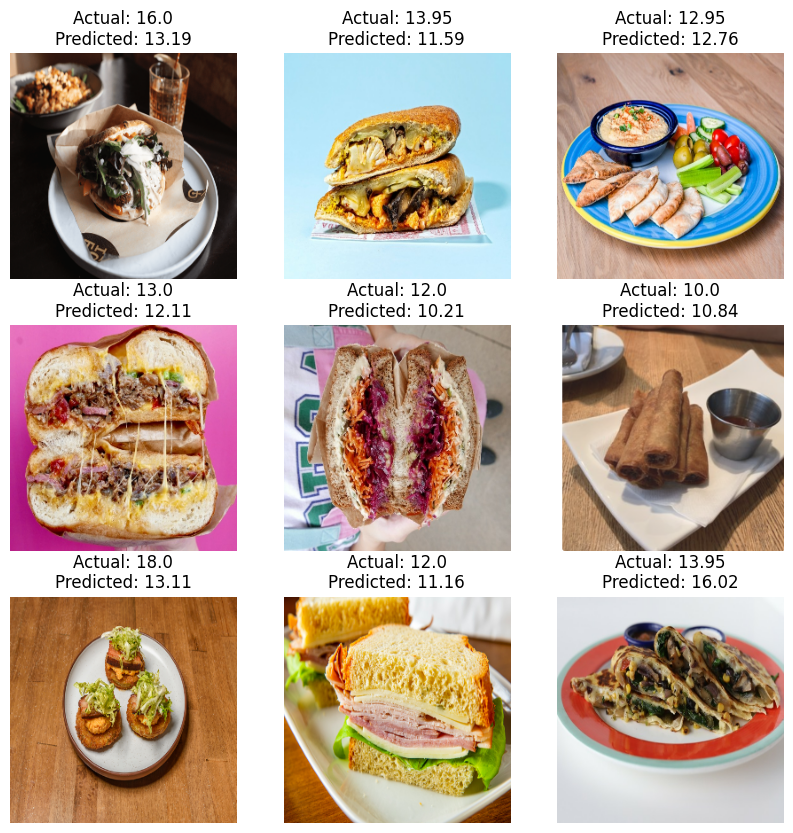 Actual: 16.0
Predicted: 13.19
Actual: 13.95
Predicted: 11.59
Actual: 12.95
Predicted: 12.76
Actual: 13.0
Predicted: 12.11
Actual: 12.0
Predicted: 10.21
Actual: 10.0
Predicted: 10.84
Actual: 18.0
Predicted: 13.11
Actual: 12.0
Predicted: 11.16
Actual: 13.95
Predicted: 16.02